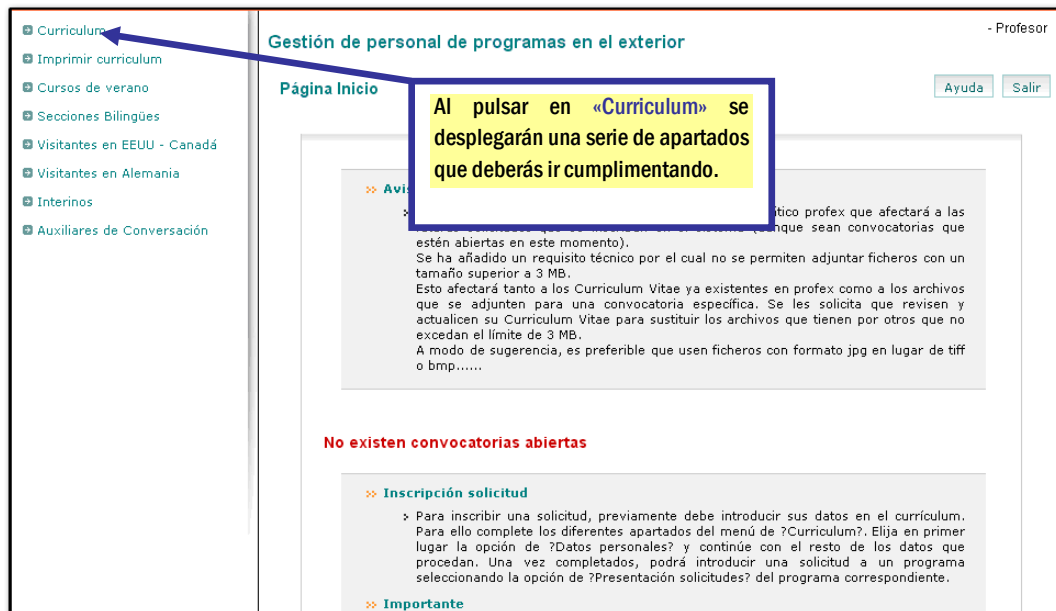 Curriculum
Imprimir curriculum
Cursos de verano
Secciones Bilingües
Visitantes en EEUU - Canadá
Visitantes en Alemania
Interinos
Auxiliares de Conversación
- Profesor
Gestión de personal de programas en el exterior
Página Inicio
Ayuda
Salir
Al pulsar en «Curriculum» se
desplegarán una serie de apartados
que deberás ir cumplimentando.
profex que afectará a las
sean convocatorias que
estén abiertas en este momento).
Se ha añadido un requisito técnico por el cual no se permiten adjuntar ficheros con un
tamaño superior a 3 MB.
Esto afectará tanto a los Curriculum Vitae ya existentes en profex como a los archivos
que se adjunten para una convocatoria específica. Se les solicita que revisen y
actualicen su Curriculum Vitae para sustituir los archivos que tienen por otros que no
excedan el límite de 3 MB.
A modo de sugerencia, es preferible que usen ficheros con formato jpg en lugar de tiff
o bmp......
No existen convocatorias abiertas
Inscripción solicitud
Para inscribir una solicitud, previamente debe introducir sus datos en el currículum.
Para ello complete los diferentes apartados del menú de ?Curriculum?. Elija en primer
lugar la opción de ?Datos personales? y continúe con el resto de los datos que
procedan. Una vez completados, podrá introducir una solicitud a un programa
seleccionando la opción de ?Presentación solicitudes? del programa correspondiente.
Importante